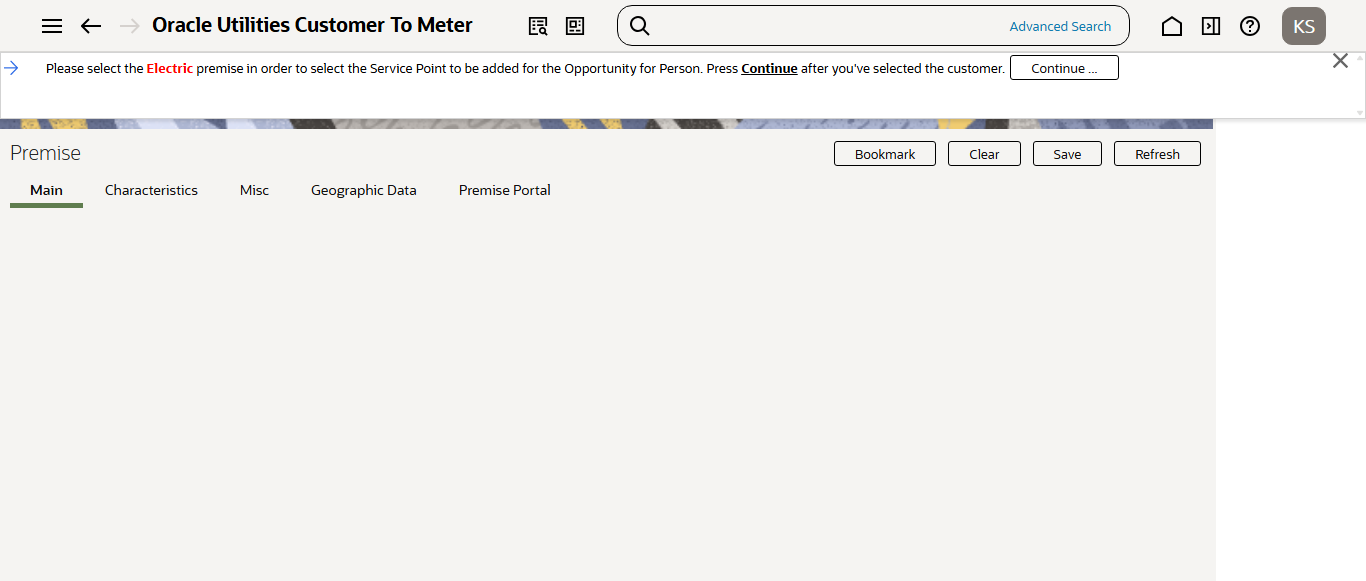 Oracle Utilities Customer To Meter
Advanced Search
KS
Please select the Electric premise in order to select the Service Point to be added for the Opportunity for Person. Press Continue after you've selected the customer. Continue ...
Premise
Bookmark Clear Save Refresh
Main Characteristics Misc Geographic Data Premise Portal